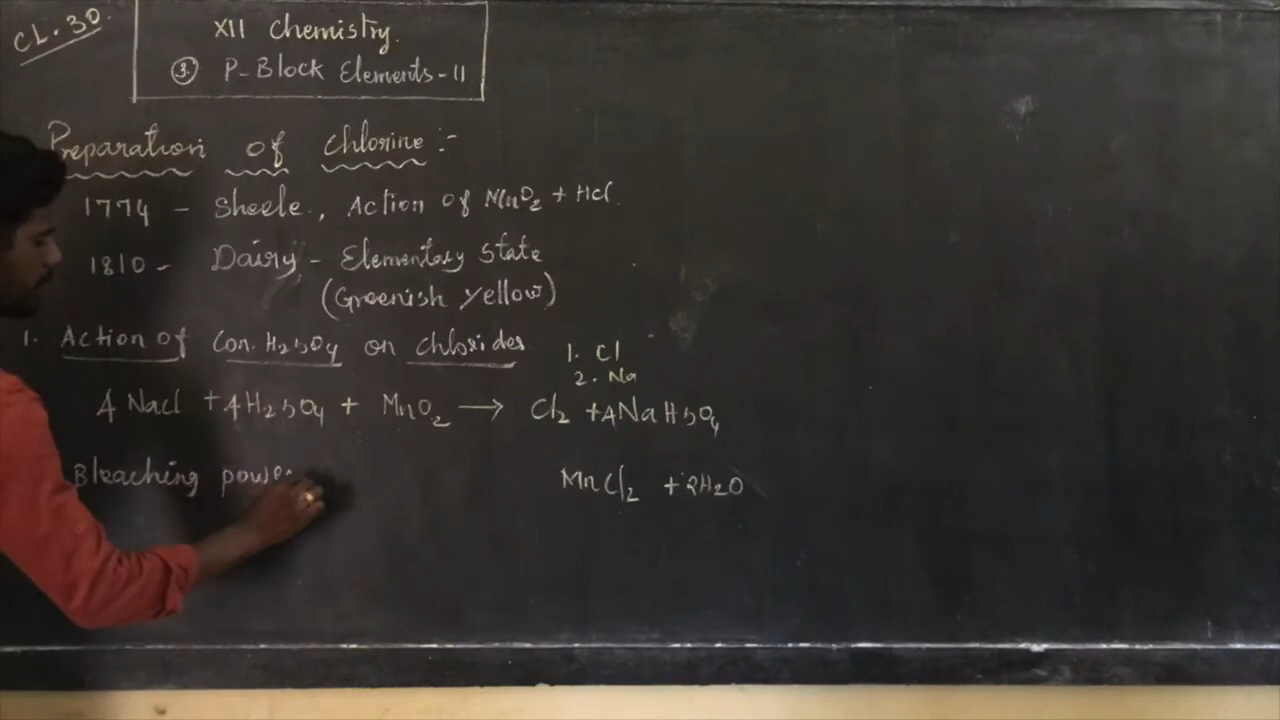 CL. 30.
XII Chemistry.
3. P-Block Elements-II
Preparation of chlorine :-
1774 - Sheele., Action of MnO2 + HCl.
1810 - Dairy - Elementary state
(Greenish yellow)
1. Action of Con. H2SO4 on chlorides
1. Cl
2. Na
4 NaCl + 4H2SO4 + MnO2 → Cl2 + 4NaHSO4
MnCl2 + 2H2O
Bleaching powde